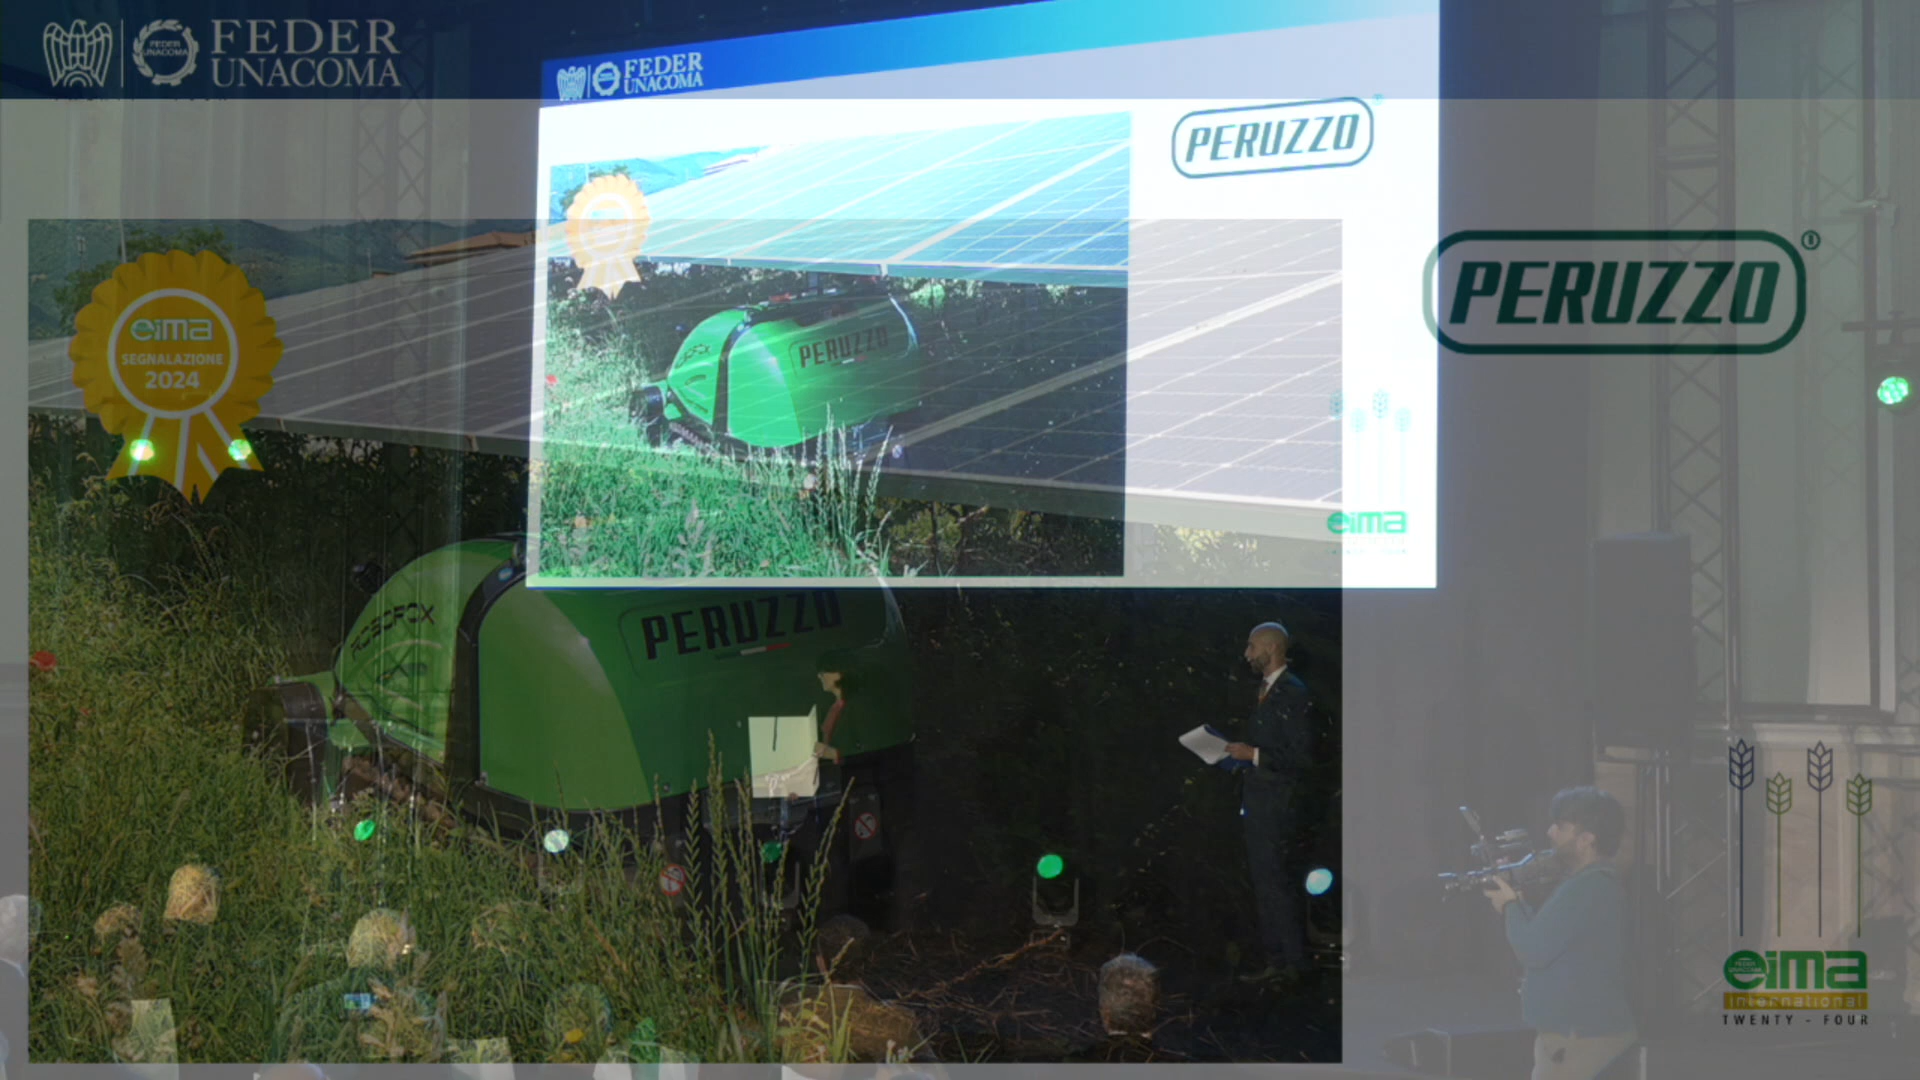 FEDER
UNACOMA
FEDER
UNACOMA
PERUZZO
PERUZZO
eima
SEGNALAZIONE
2024
PERUZZO
eima
ROBOFOX
PERUZZO
eima
international
TWENTY - FOUR